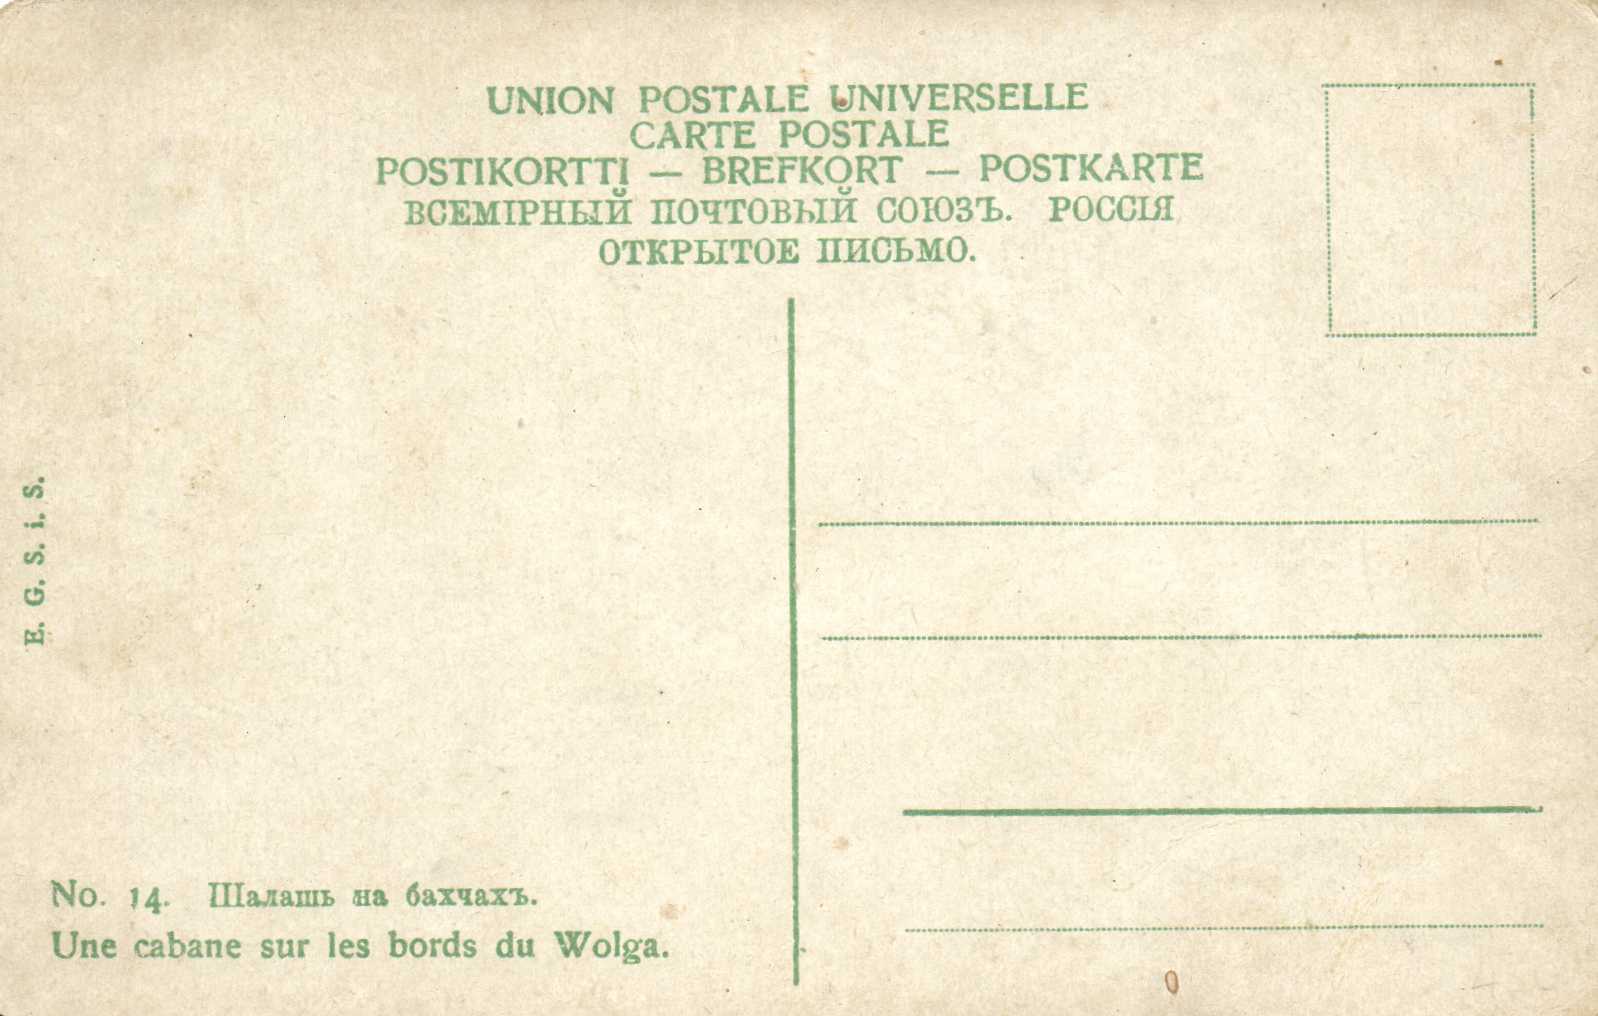 UNION POSTALE UNIVERSELLE
CARTE POSTALE
POSTIKORTTI — BREFKORT — POSTKARTE
ВСЕМІРНЫЙ ПОЧТОВЫЙ СОЮЗЪ. РОССІЯ
ОТКРЫТОЕ ПИСЬМО.
E. G. S. i. S.
No. 14. Шалашь на бахчахъ.
Une cabane sur les bords du Wolga.